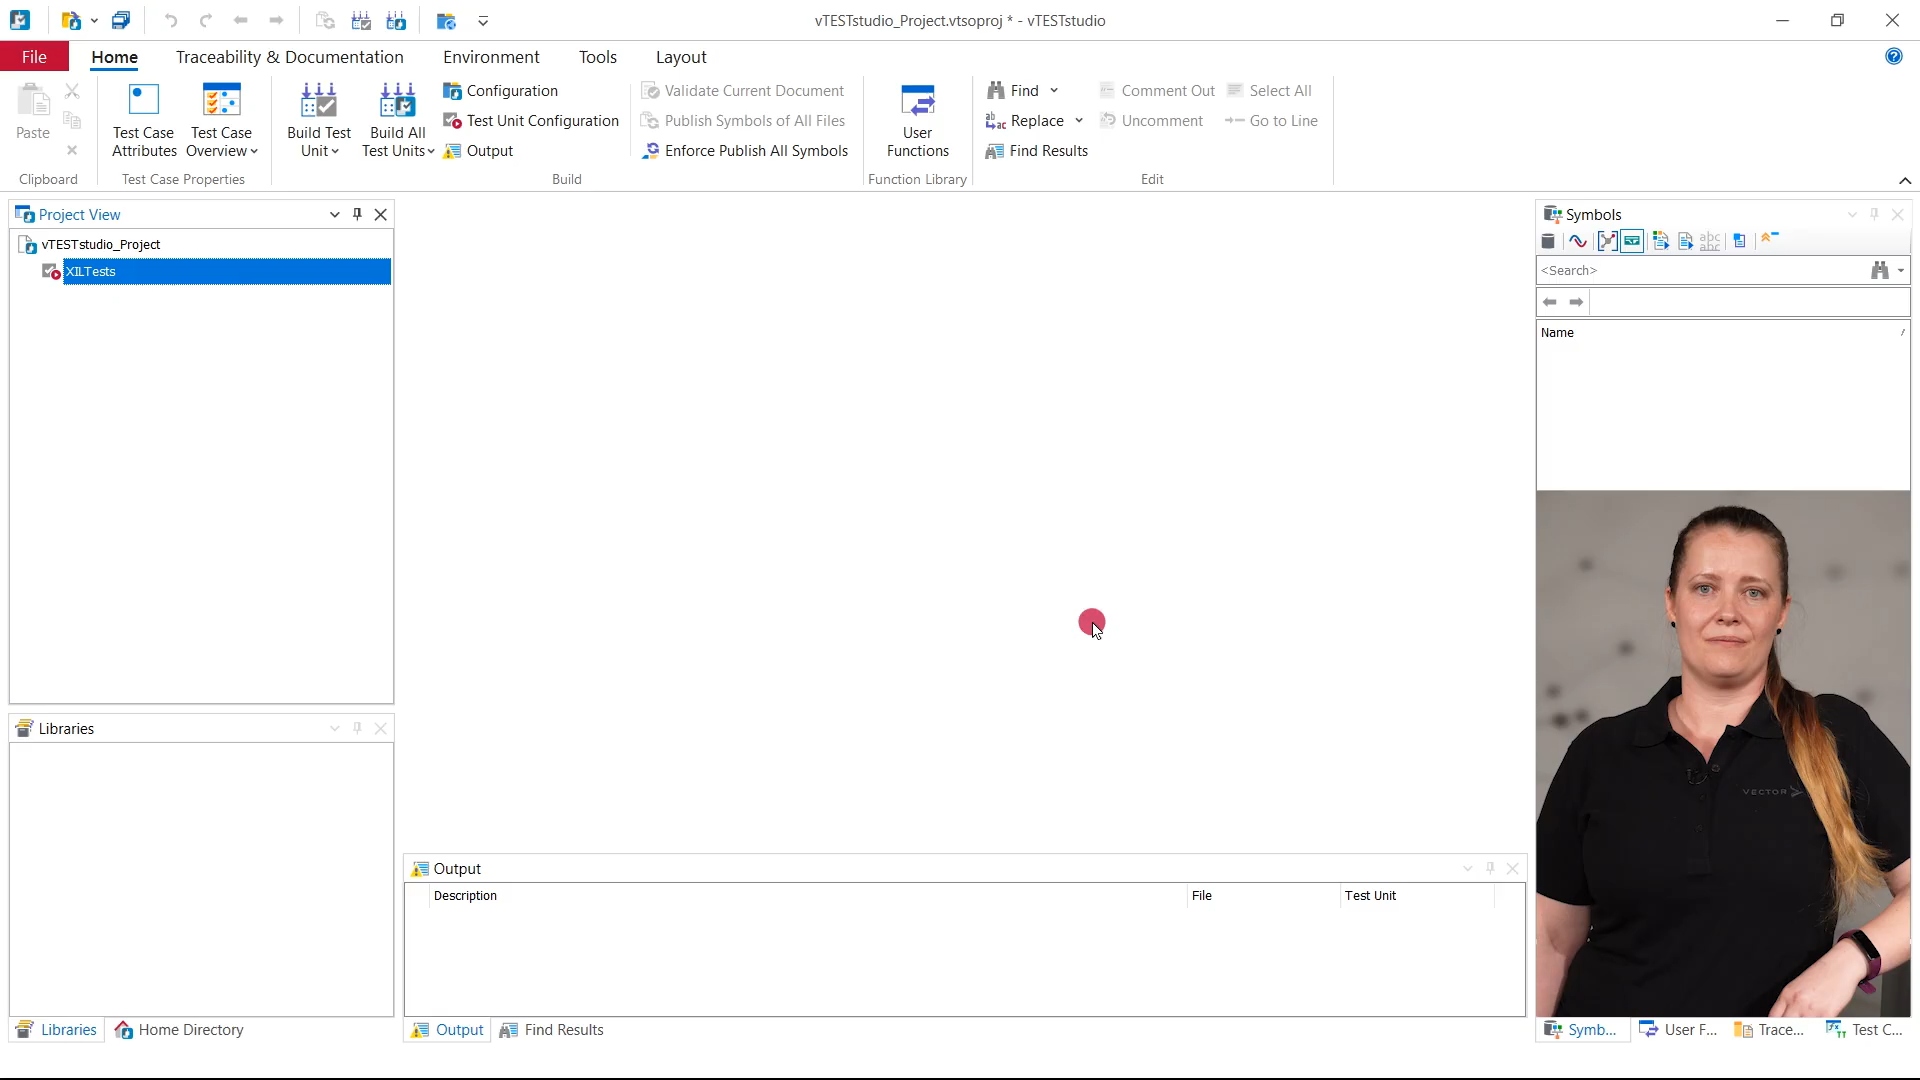 vTESTstudio_Project.vtsoproj * - vTESTstudio
File
Home
Traceability & Documentation
Environment
Tools
Layout
Paste
Clipboard
Test Case
Attributes
Test Case
Overview
Test Case Properties
Build Test
Unit
Build All
Test Units
Configuration
Test Unit Configuration
Output
Validate Current Document
Publish Symbols of All Files
Enforce Publish All Symbols
Build
User
Functions
Function Library
Find
Replace
Find Results
Comment Out
Uncomment
Select All
Go to Line
Edit
Project View
vTESTstudio_Project
XILTests
Libraries
Libraries
Home Directory
Output
Description
File
Test Unit
Output
Find Results
Symbols
<Search>
Name
VECTOR
Symb...
User F...
Trace...
Test C...